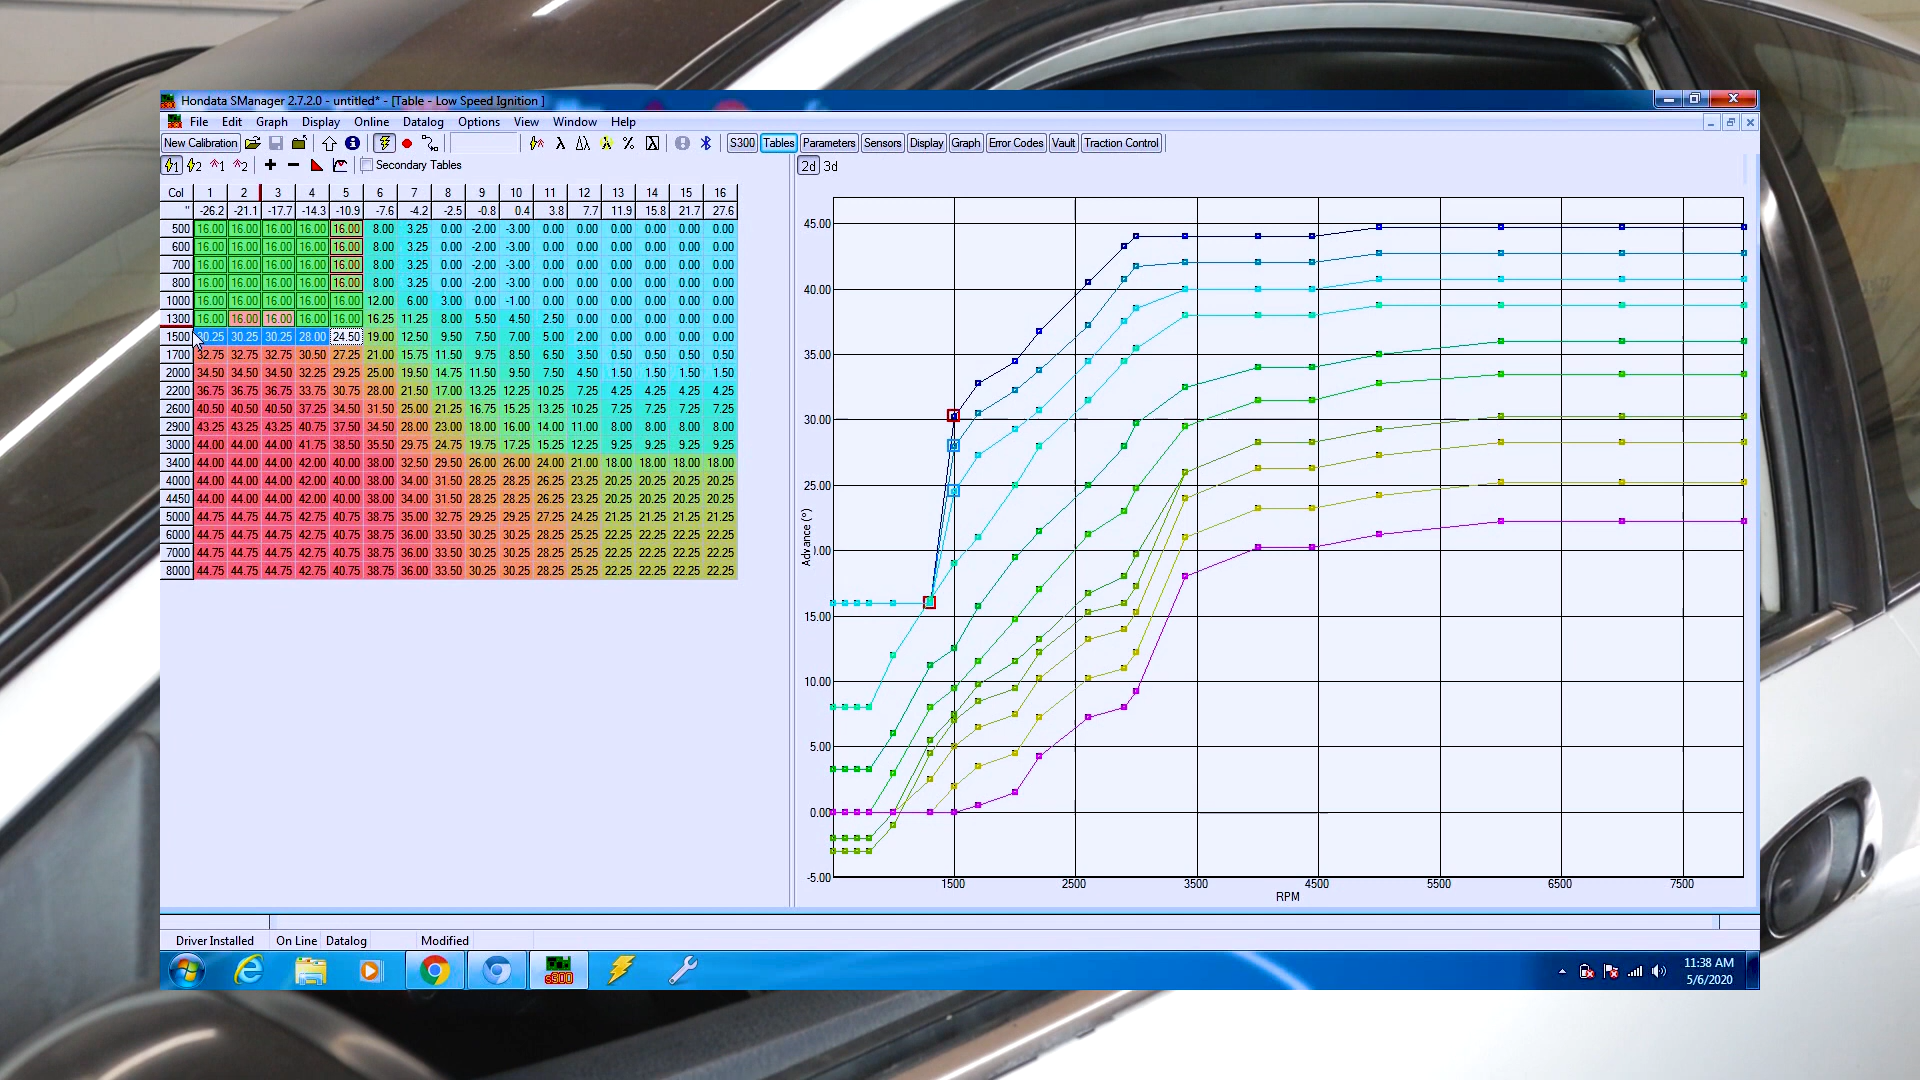 Hondata SManager 2.7.2.0 - untitled* - [Table - Low Speed Ignition ]
File Edit Graph Display Online Datalog Options View Window Help
New Calibration S300 Tables Parameters Sensors Display Graph Error Codes Vault Traction Control
1 2 1 2 Secondary Tables
2d 3d
Col 1 2 3 4 5 6 7 8 9 10 11 12 13 14 15 16
" -26.2 -21.1 -17.7 -14.3 -10.9 -7.6 -4.2 -2.5 -0.8 0.4 3.8 7.7 11.9 15.8 21.7 27.6
500 16.00 16.00 16.00 16.00 16.00 8.00 3.25 0.00 -2.00 -3.00 0.00 0.00 0.00 0.00 0.00 0.00
600 16.00 16.00 16.00 16.00 16.00 8.00 3.25 0.00 -2.00 -3.00 0.00 0.00 0.00 0.00 0.00 0.00
700 16.00 16.00 16.00 16.00 16.00 8.00 3.25 0.00 -2.00 -3.00 0.00 0.00 0.00 0.00 0.00 0.00
800 16.00 16.00 16.00 16.00 16.00 8.00 3.25 0.00 -2.00 -3.00 0.00 0.00 0.00 0.00 0.00 0.00
1000 16.00 16.00 16.00 16.00 16.00 12.00 6.00 3.00 0.00 -1.00 0.00 0.00 0.00 0.00 0.00 0.00
1300 16.00 16.00 16.00 16.00 16.00 16.25 11.25 8.00 5.50 4.50 2.50 0.00 0.00 0.00 0.00 0.00
1500 30.25 30.25 30.25 28.00 24.50 19.00 12.50 9.50 7.50 7.00 5.00 2.00 0.00 0.00 0.00 0.00
1700 32.75 32.75 32.75 30.50 27.25 21.00 15.75 11.50 9.75 8.50 6.50 3.50 0.50 0.50 0.50 0.50
2000 34.50 34.50 34.50 32.25 29.25 25.00 19.50 14.75 11.50 9.50 7.50 4.50 1.50 1.50 1.50 1.50
2200 36.75 36.75 36.75 33.75 30.75 28.00 21.50 17.00 13.25 12.25 10.25 7.25 4.25 4.25 4.25 4.25
2600 40.50 40.50 40.50 37.25 34.50 31.50 25.00 21.25 16.75 15.25 13.25 10.25 7.25 7.25 7.25 7.25
2900 43.25 43.25 43.25 40.75 37.50 34.50 28.00 23.00 18.00 16.00 14.00 11.00 8.00 8.00 8.00 8.00
3000 44.00 44.00 44.00 41.75 38.50 35.50 29.75 24.75 19.75 17.25 15.25 12.25 9.25 9.25 9.25 9.25
3400 44.00 44.00 44.00 42.00 40.00 38.00 32.50 29.50 26.00 26.00 24.00 21.00 18.00 18.00 18.00 18.00
4000 44.00 44.00 44.00 42.00 40.00 38.00 34.00 31.50 28.25 28.25 26.25 23.25 20.25 20.25 20.25 20.25
4450 44.00 44.00 44.00 42.00 40.00 38.00 34.00 31.50 28.25 28.25 26.25 23.25 20.25 20.25 20.25 20.25
5000 44.75 44.75 44.75 42.75 40.75 38.75 35.00 32.75 29.25 29.25 27.25 24.25 21.25 21.25 21.25 21.25
6000 44.75 44.75 44.75 42.75 40.75 38.75 36.00 33.50 30.25 30.25 28.25 25.25 22.25 22.25 22.25 22.25
7000 44.75 44.75 44.75 42.75 40.75 38.75 36.00 33.50 30.25 30.25 28.25 25.25 22.25 22.25 22.25 22.25
8000 44.75 44.75 44.75 42.75 40.75 38.75 36.00 33.50 30.25 30.25 28.25 25.25 22.25 22.25 22.25 22.25
45.00
40.00
35.00
30.00
25.00
Advance (°)
15.00
10.00
5.00
0.00
-5.00
1500 2500 3500 4500 5500 6500 7500
RPM
Driver Installed On Line Datalog Modified
s300
11:38 AM
5/6/2020